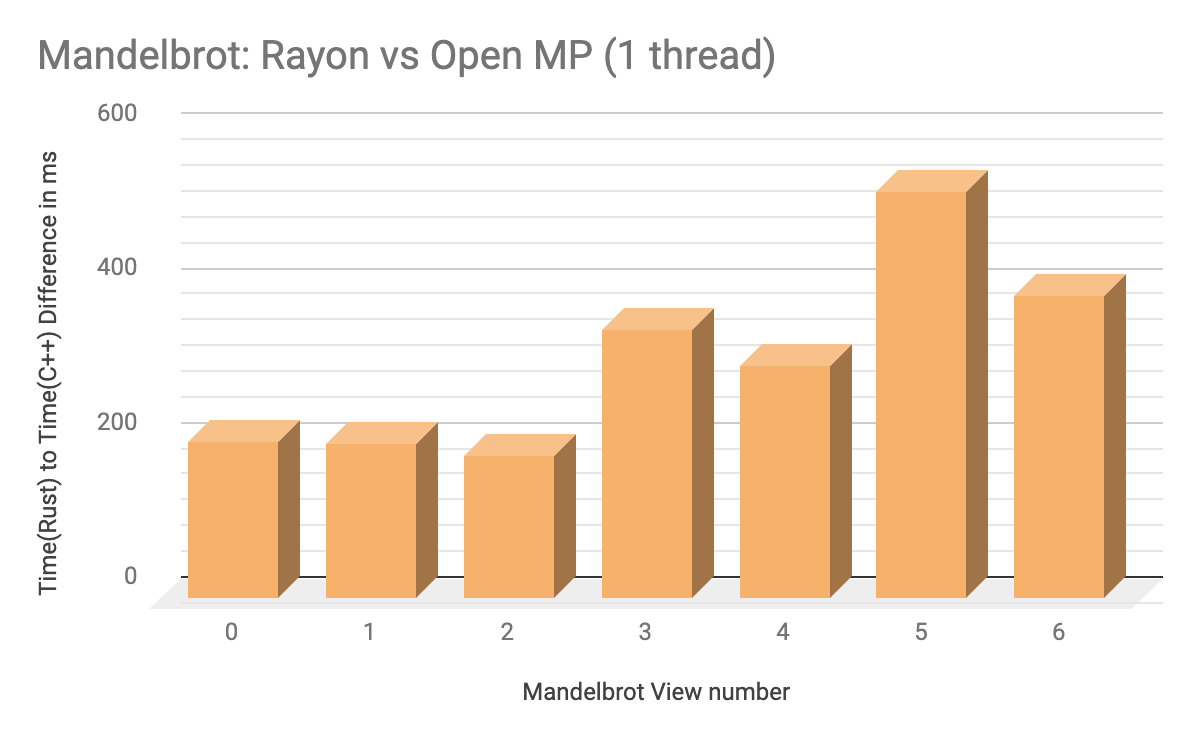 Mandelbrot: Rayon vs Open MP (1 thread)
Time(Rust) to Time(C++) Difference in ms
600
400
200
0
0 1 2 3 4 5 6
Mandelbrot View number